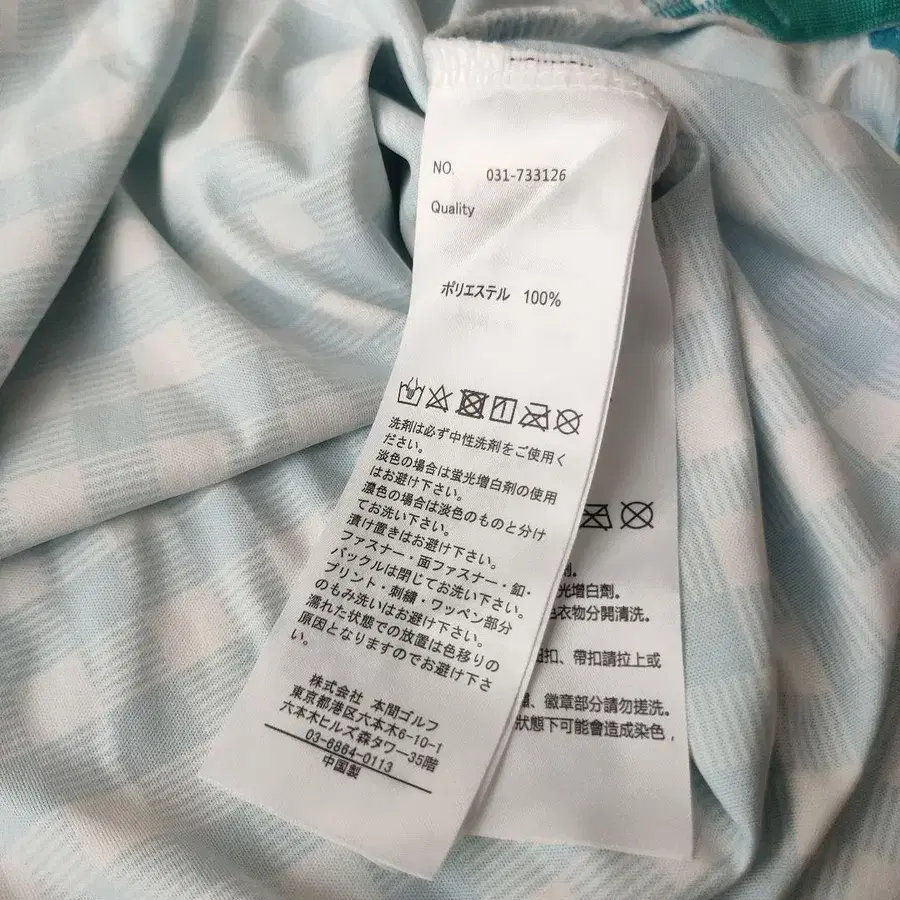 NO. 031-733126
Quality
ポリエステル 100%
洗剤は必ず中性洗剤をご使用く
ださい。
淡色の場合は蛍光増白剤の使用
はお避け下さい。
濃色の場合は淡色のものと分け
てお洗い下さい。
漬け置きはお避け下さい。
ファスナー・面ファスナー・釦・
バックルは閉じてお洗い下さい。
プリント・刺繍・ワッペン部分
のもみ洗いはお避け下さい。
濡れた状態での放置は色移りの
原因となりますのでお避け下さ
い。
株式会社 本間ゴルフ
東京都港区六本木6-10-1
六本木ヒルズ森タワー35階
03-6864-0113
中国製
劑。
光增白劑。
色衣物分開清洗。
扣、帶扣請拉上或
、徽章部分請勿搓洗。
狀態下可能會造成染色，